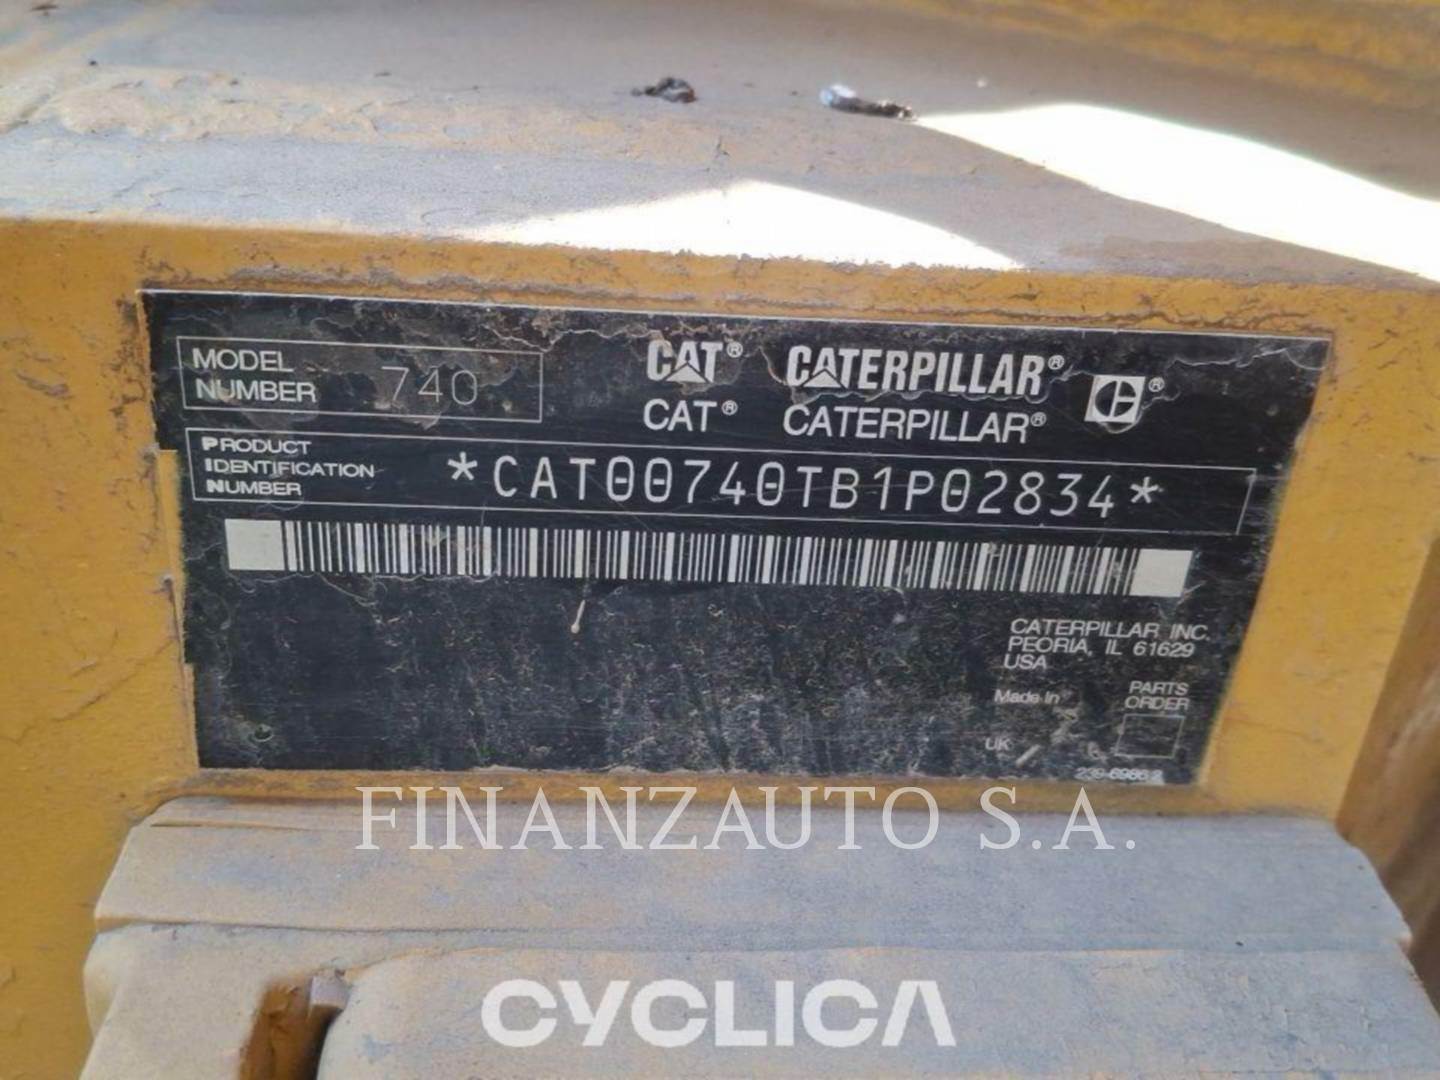 MODEL NUMBER 740
CAT® CATERPILLAR®
CAT® CATERPILLAR®
PRODUCT
IDENTIFICATION
NUMBER
*CAT00740TB1P02834*
CATERPILLAR INC.
PEORIA, IL 61629
USA
Made in
UK
PARTS
ORDER
FINANZAUTO S.A.
CYCLICA